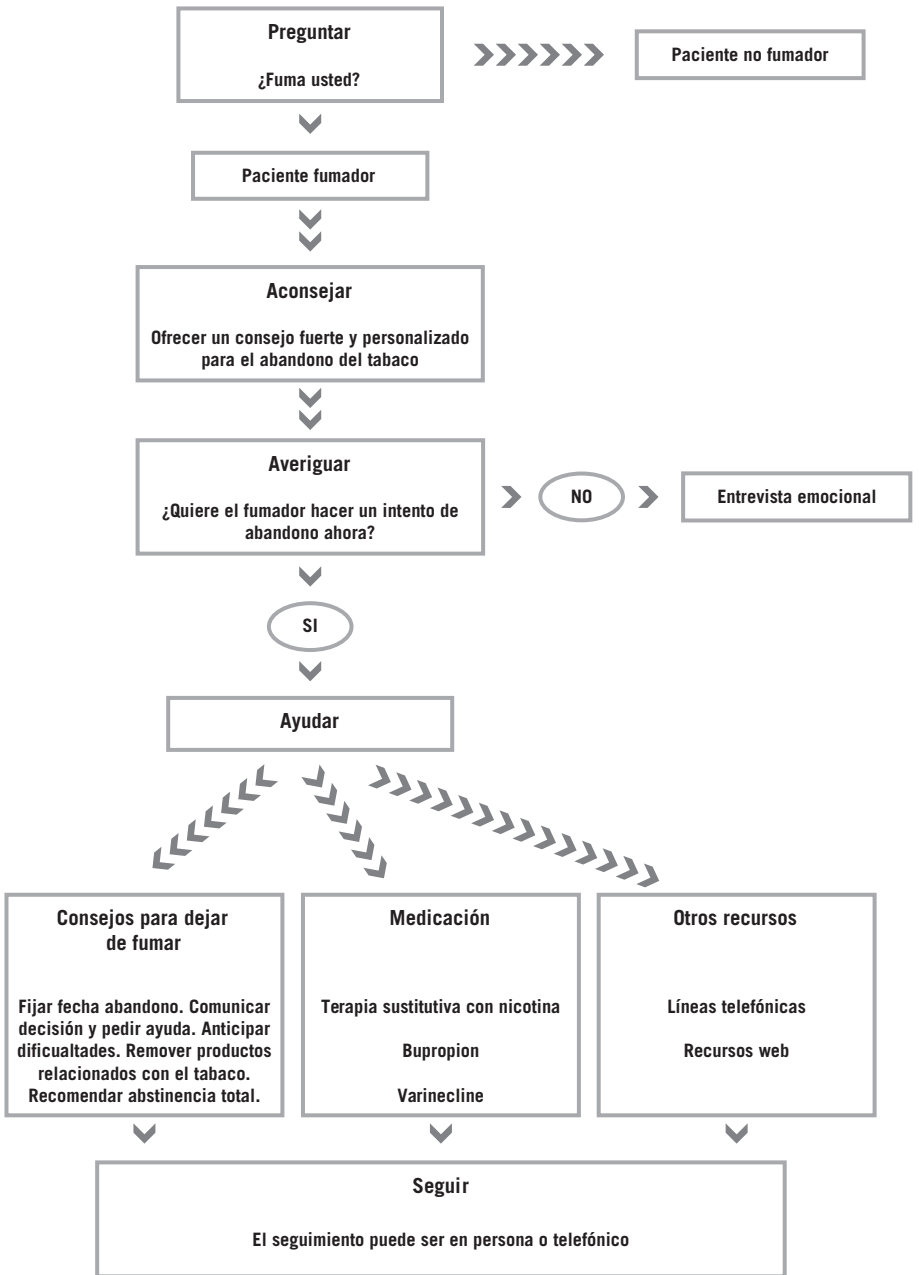 Preguntar
¿Fuma usted?
Paciente no fumador
Paciente fumador
Aconsejar
Ofrecer un consejo fuerte y personalizado
para el abandono del tabaco
Averiguar
¿Quiere el fumador hacer un intento de
abandono ahora?
NO
Entrevista emocional
SI
Ayudar
Consejos para dejar
de fumar
Fijar fecha abandono. Comunicar
decisión y pedir ayuda. Anticipar
dificualtades. Remover productos
relacionados con el tabaco.
Recomendar abstinencia total.
Medicación
Terapia sustitutiva con nicotina
Bupropion
Varinecline
Otros recursos
Líneas telefónicas
Recursos web
Seguir
El seguimiento puede ser en persona o telefónico